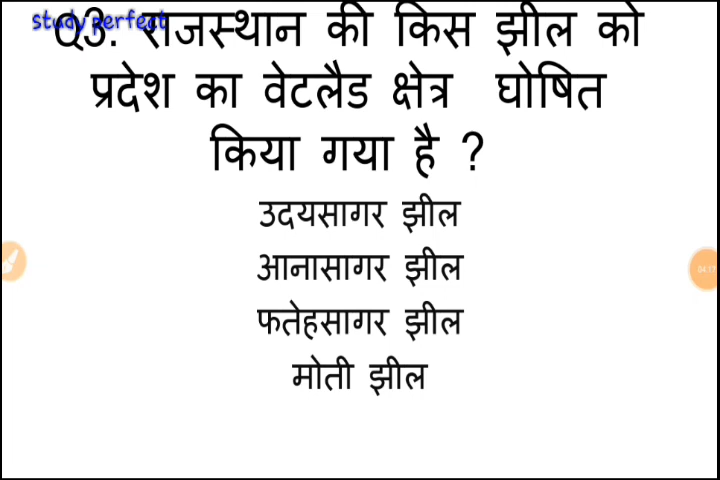 study perfect
Q3. राजस्थान की किस झील को
प्रदेश का वेटलैड क्षेत्र घोषित
किया गया है ?
उदयसागर झील
आनासागर झील
फतेहसागर झील
मोती झील